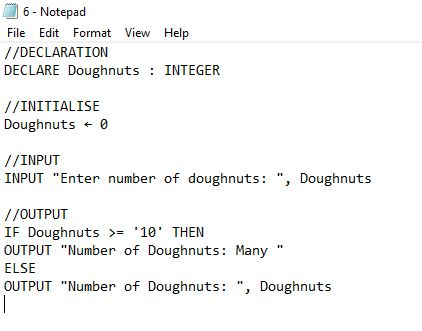 6 - Notepad
File Edit Format View Help
//DECLARATION
DECLARE Doughnuts : INTEGER
//INITIALISE
Doughnuts ← 0
//INPUT
INPUT "Enter number of doughnuts: ", Doughnuts
//OUTPUT
IF Doughnuts >= '10' THEN
OUTPUT "Number of Doughnuts: Many "
ELSE
OUTPUT "Number of Doughnuts: ", Doughnuts